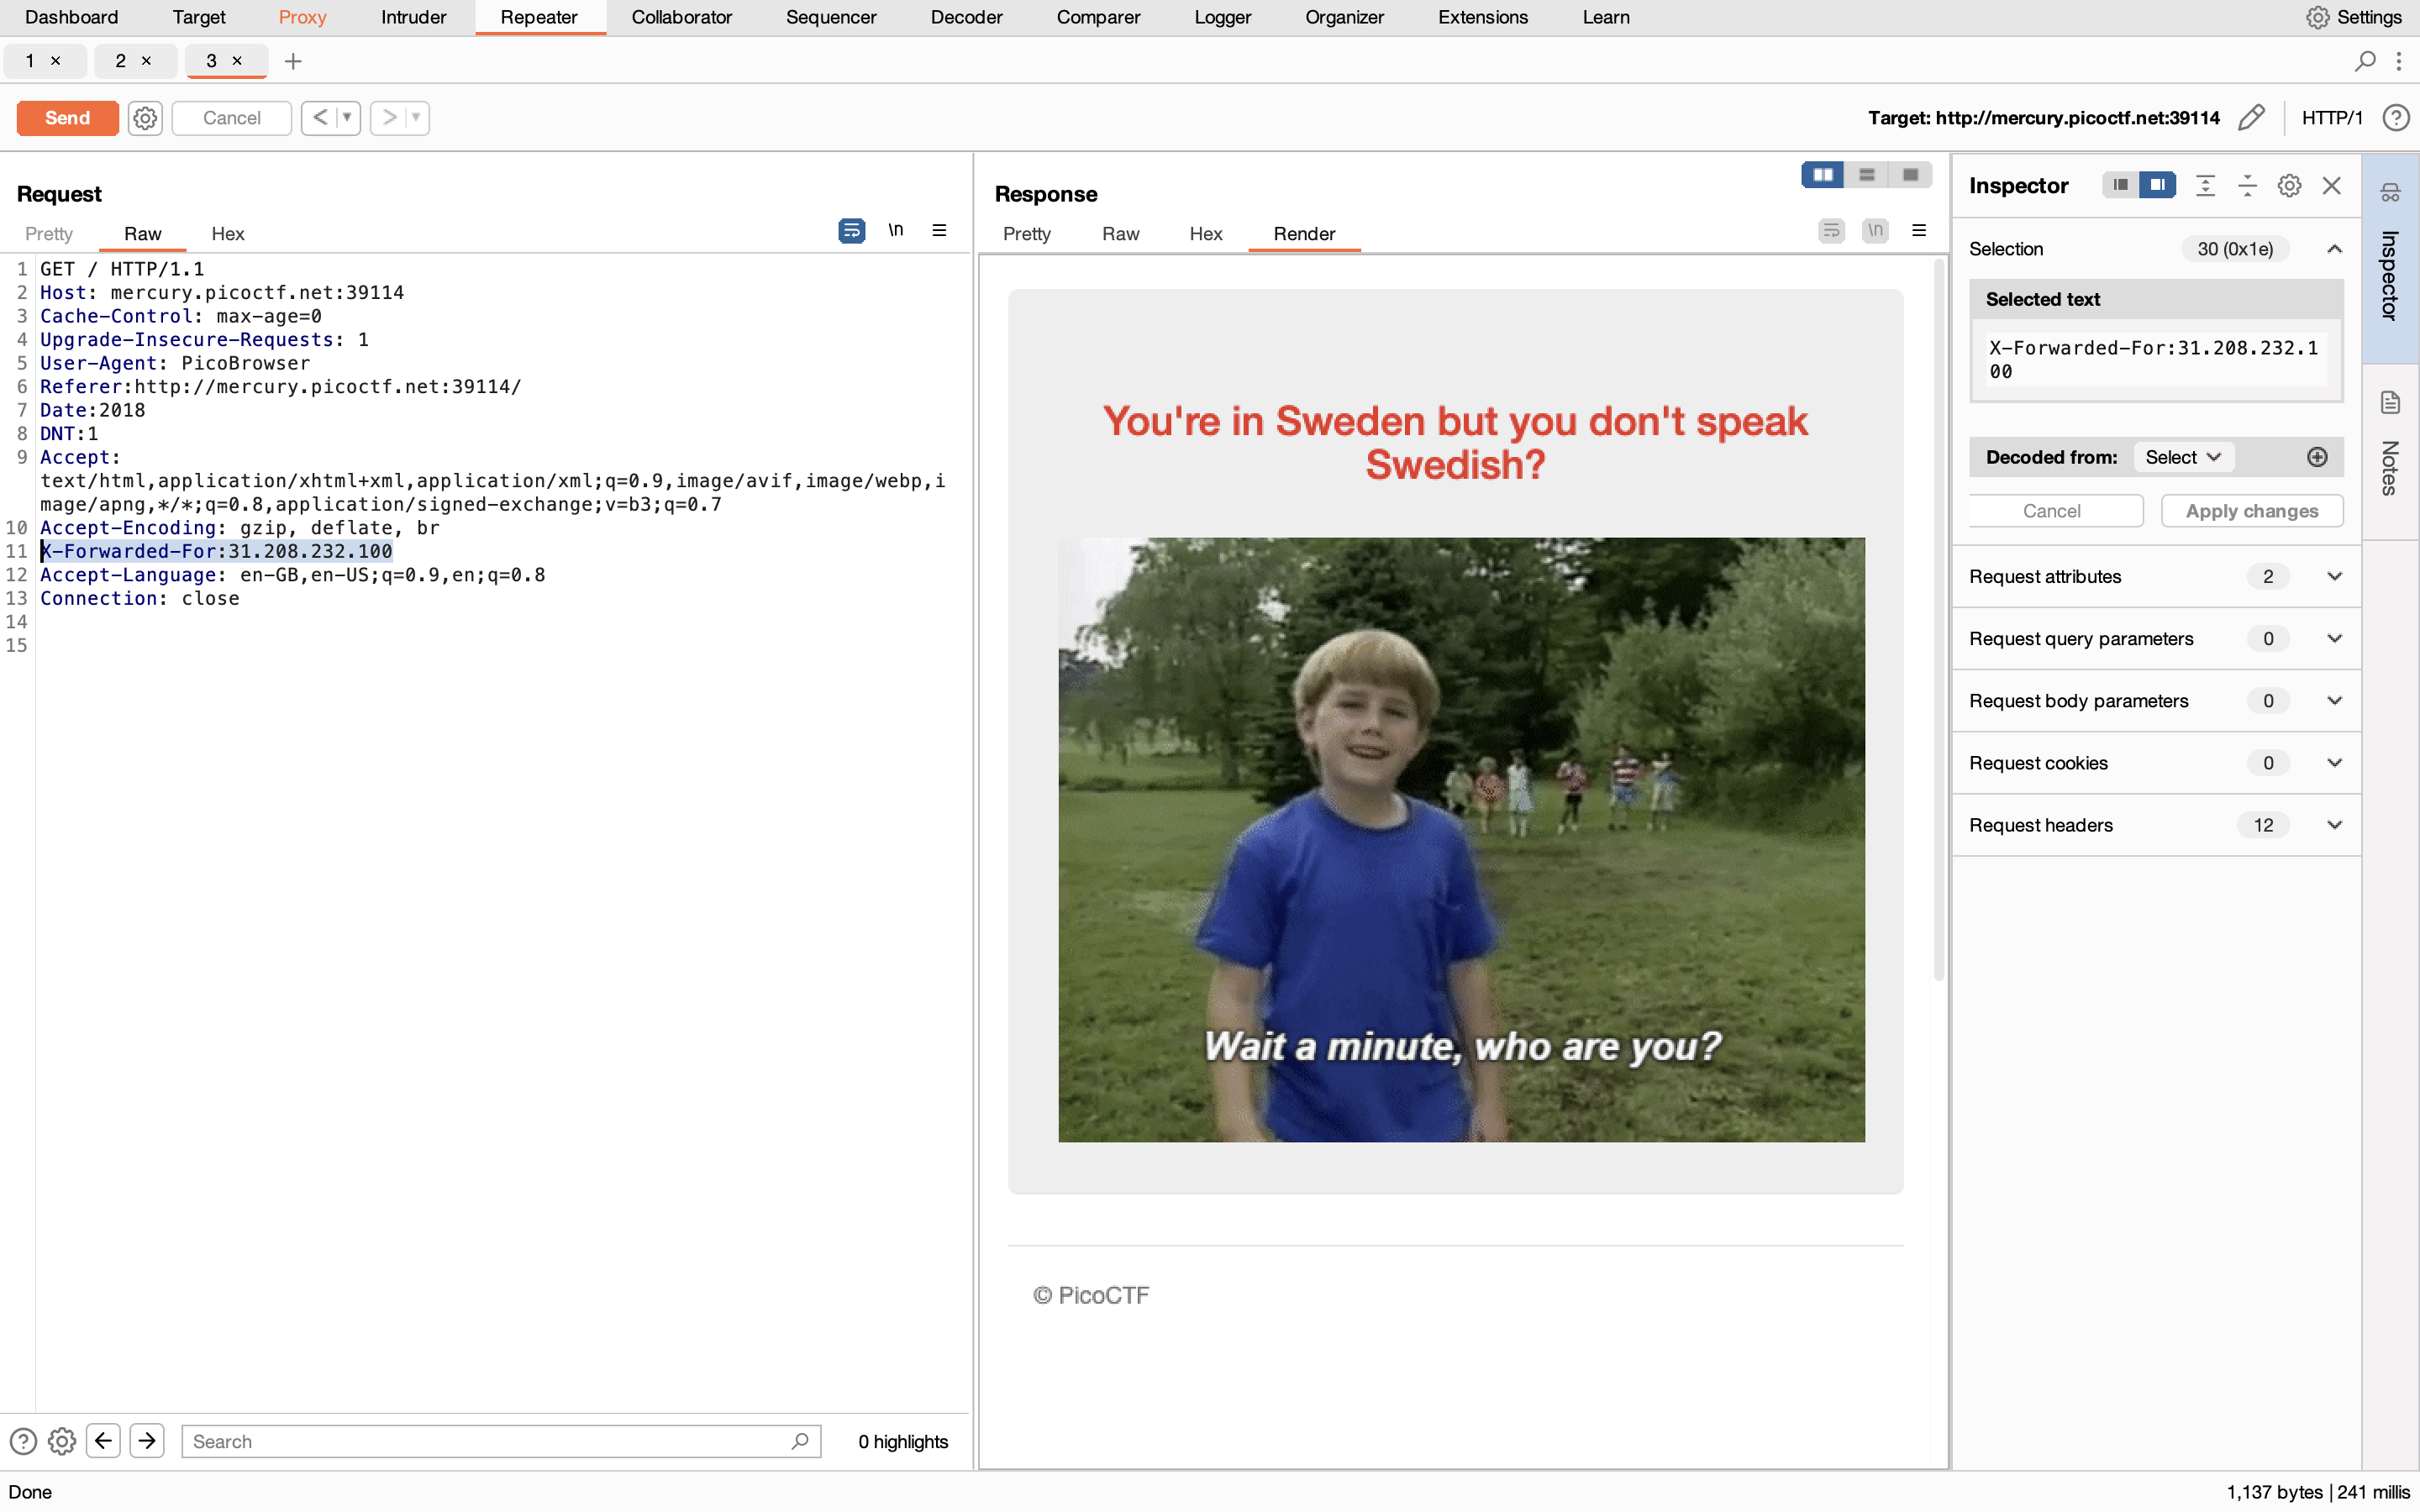 Dashboard Target Proxy Intruder Repeater Collaborator Sequencer Decoder Comparer Logger Organizer Extensions Learn Settings
1 × 2 × 3 × +
Send Cancel < > Target: http://mercury.picoctf.net:39114 HTTP/1 ?
Request
Pretty Raw Hex \n
1 GET / HTTP/1.1
2 Host: mercury.picoctf.net:39114
3 Cache-Control: max-age=0
4 Upgrade-Insecure-Requests: 1
5 User-Agent: PicoBrowser
6 Referer:http://mercury.picoctf.net:39114/
7 Date:2018
8 DNT:1
9 Accept:
text/html,application/xhtml+xml,application/xml;q=0.9,image/avif,image/webp,i
mage/apng,*/*;q=0.8,application/signed-exchange;v=b3;q=0.7
10 Accept-Encoding: gzip, deflate, br
11 X-Forwarded-For:31.208.232.100
12 Accept-Language: en-GB,en-US;q=0.9,en;q=0.8
13 Connection: close
14
15
? Search 0 highlights
Response
Pretty Raw Hex Render \n
You're in Sweden but you don't speak
Swedish?
Wait a minute, who are you?
© PicoCTF
Inspector
Selection 30 (0x1e)
Selected text
X-Forwarded-For:31.208.232.1
00
Decoded from: Select
Cancel Apply changes
Request attributes 2
Request query parameters 0
Request body parameters 0
Request cookies 0
Request headers 12
Inspector
Notes
Done
1,137 bytes | 241 millis